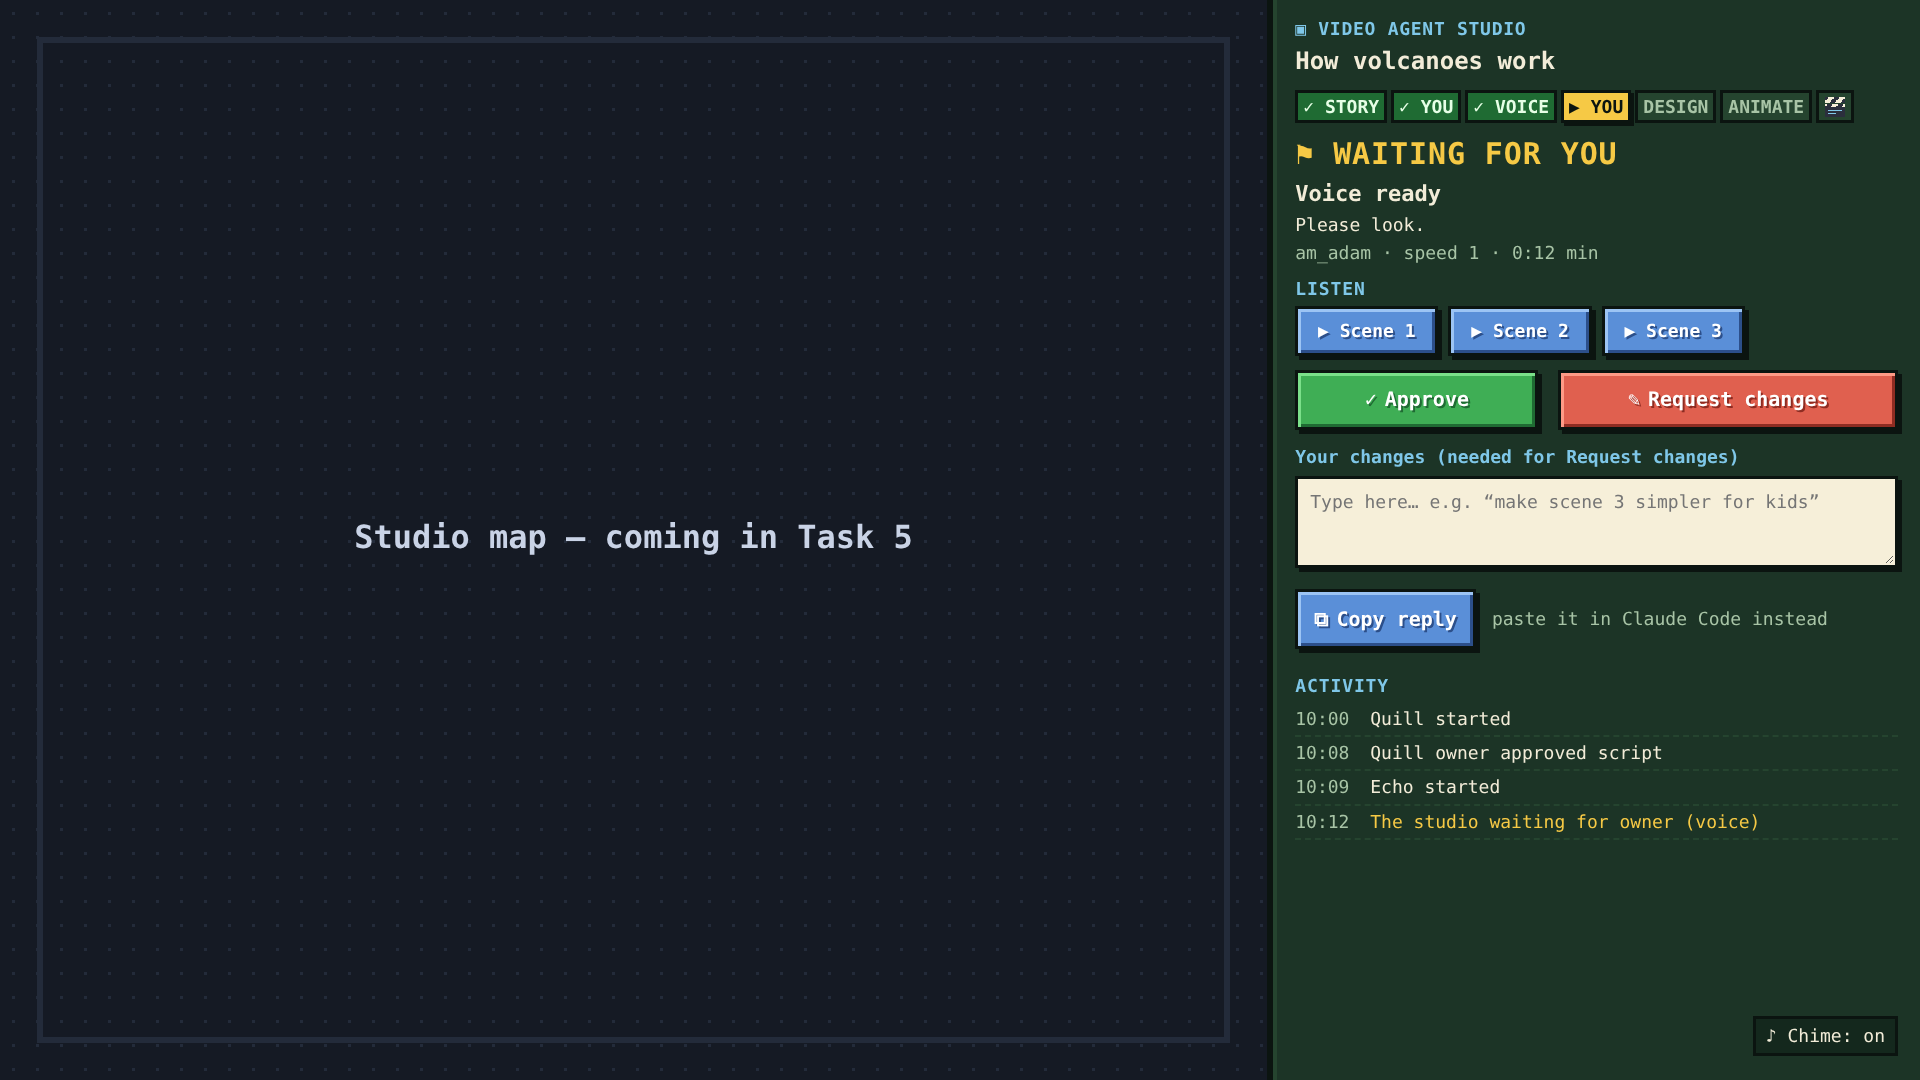 Studio map — coming in Task 5
▣ VIDEO AGENT STUDIO
How volcanoes work
✓ STORY ✓ YOU ✓ VOICE ▶ YOU DESIGN ANIMATE 🎬
⚑ WAITING FOR YOU
Voice ready
Please look.
am_adam · speed 1 · 0:12 min
LISTEN
▶ Scene 1 ▶ Scene 2 ▶ Scene 3
✓ Approve ✎ Request changes
Your changes (needed for Request changes)
Type here… e.g. “make scene 3 simpler for kids”
⧉ Copy reply paste it in Claude Code instead
ACTIVITY
10:00 Quill started
10:08 Quill owner approved script
10:09 Echo started
10:12 The studio waiting for owner (voice)
♪ Chime: on